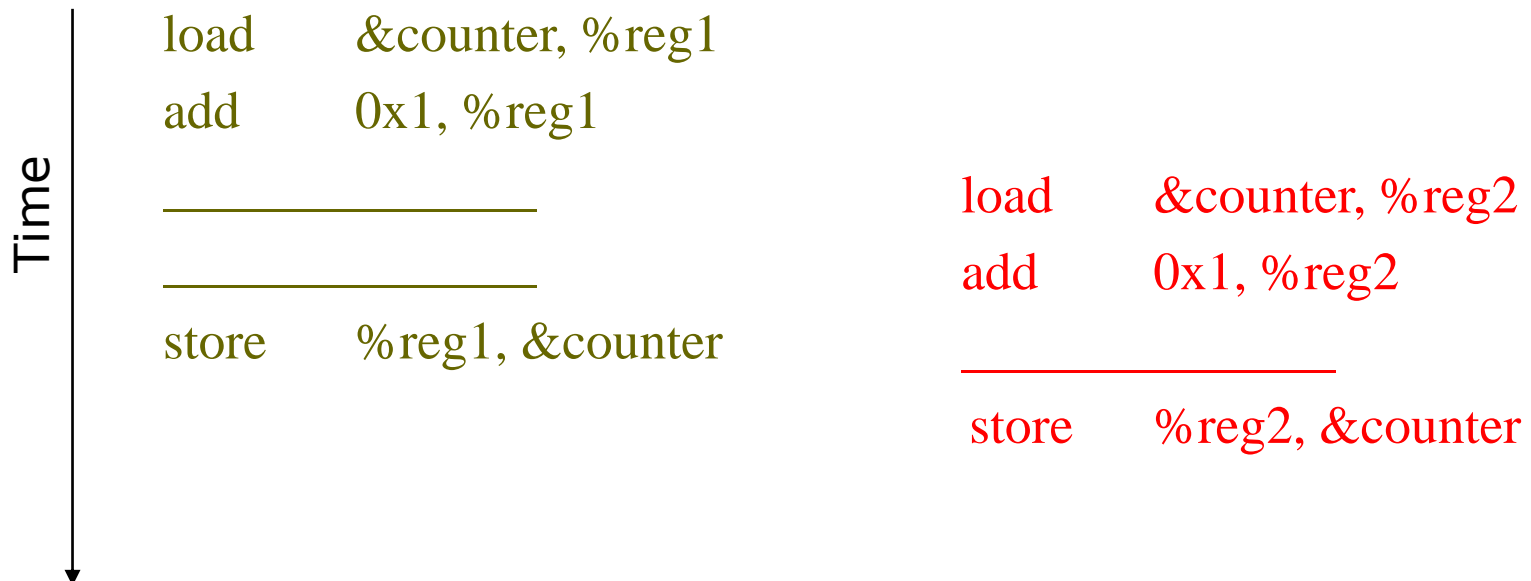 Time
load &counter, %reg1
add 0x1, %reg1
load &counter, %reg2
add 0x1, %reg2
store %reg1, &counter
store %reg2, &counter